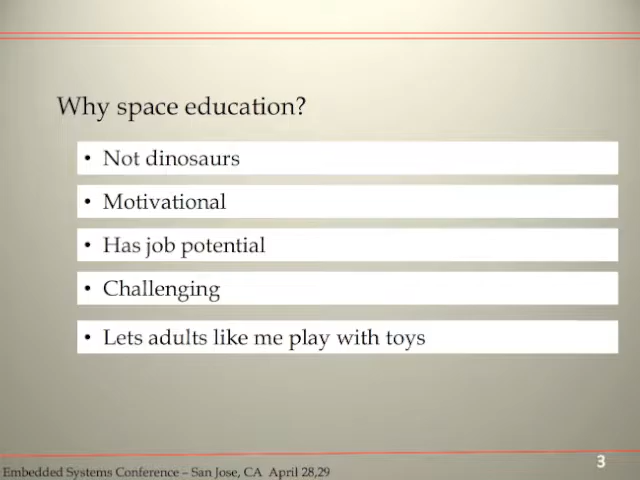 Why space education?
• Not dinosaurs
• Motivational
• Has job potential
• Challenging
• Lets adults like me play with toys
3
Embedded Systems Conference – San Jose, CA April 28,29